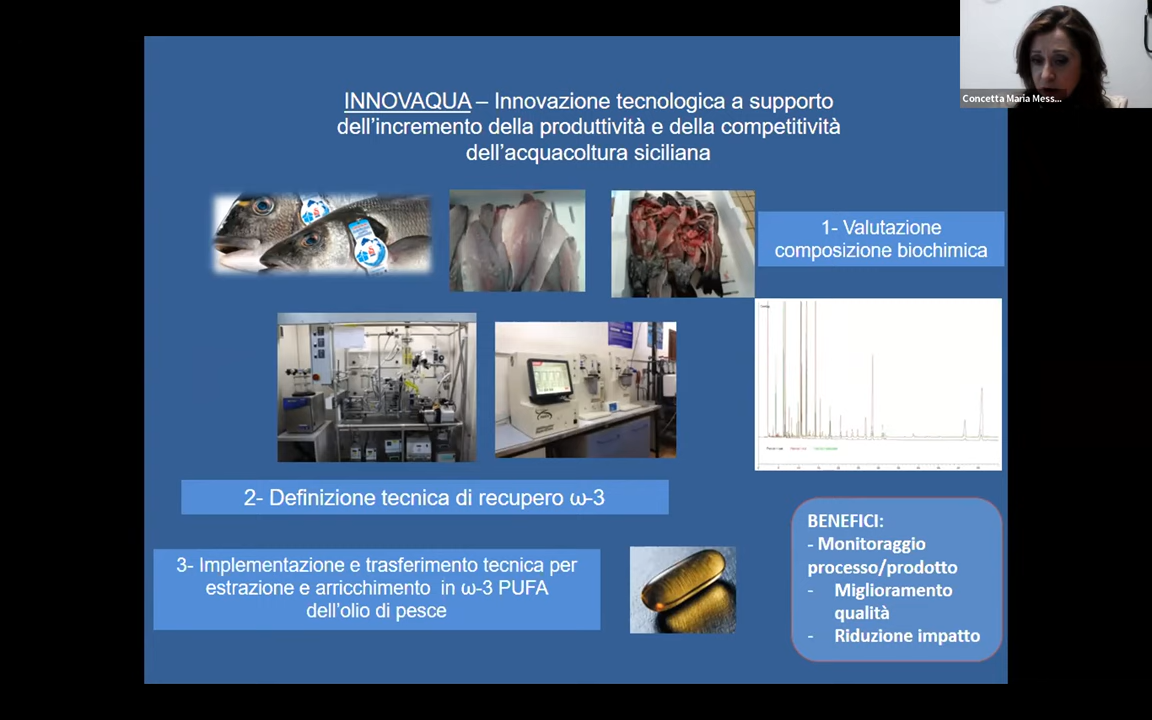 Concetta Maria Mess...
INNOVAQUA – Innovazione tecnologica a supporto
dell'incremento della produttività e della competitività
dell'acquacoltura siciliana
1- Valutazione
composizione biochimica
2- Definizione tecnica di recupero ω-3
3- Implementazione e trasferimento tecnica per
estrazione e arricchimento in ω-3 PUFA
dell'olio di pesce
BENEFICI:
- Monitoraggio
processo/prodotto
- Miglioramento
qualità
- Riduzione impatto